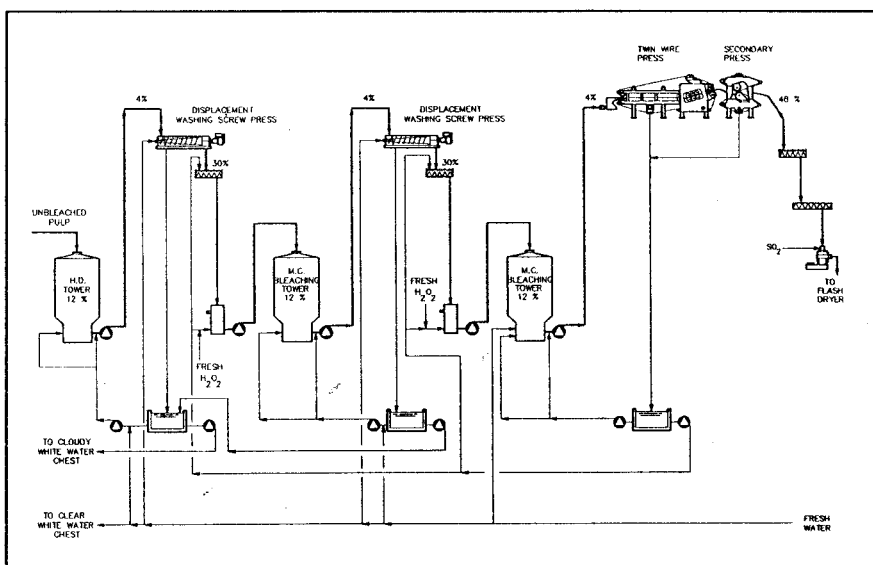 TWIN WIRE
PRESS
SECONDARY
PRESS
4%
4%
4%
46 %
DISPLACEMENT
WASHING SCREW PRESS
DISPLACEMENT
WASHING SCREW PRESS
30%
30%
UNBLEACHED
PULP
H.D.
TOWER
12 %
M.C.
BLEACHING
TOWER
12 %
FRESH
H2O2
M.C.
BLEACHING
TOWER
12 %
SO2
TO
FLASH
DRYER
FRESH
H2O2
TO CLOUDY
WHITE WATER
CHEST
TO CLEAR
WHITE WATER
CHEST
FRESH
WATER